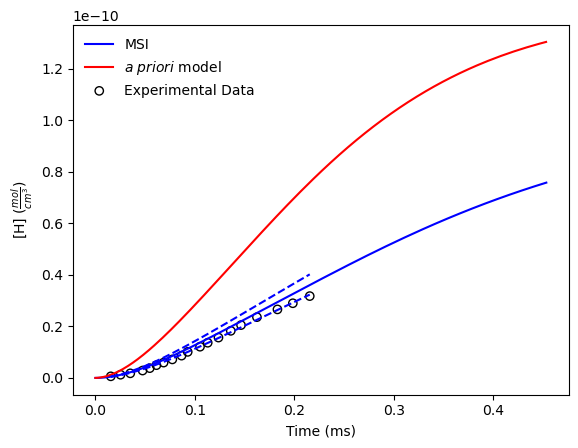 1e−10
MSI
a priori model
Experimental Data
1.2
1.0
0.8
0.6
0.4
0.2
0.0
[H] (mol/cm³)
0.0 0.1 0.2 0.3 0.4
Time (ms)